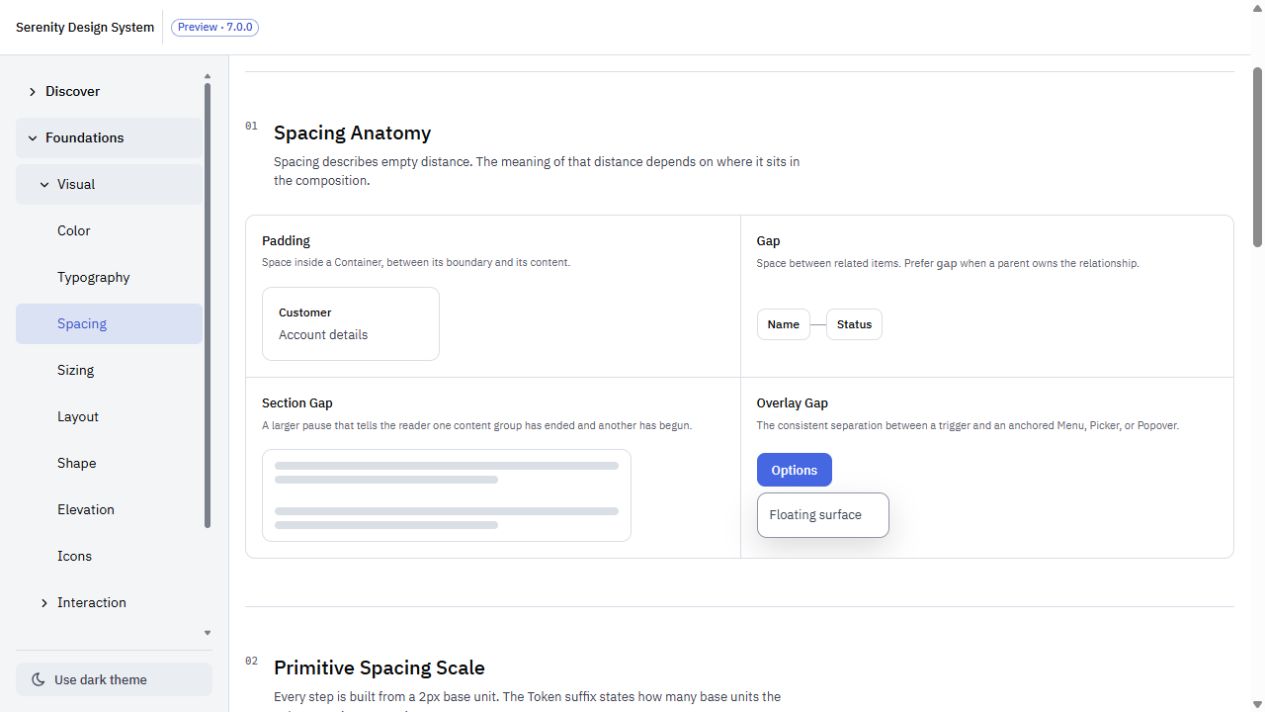 Serenity Design System
Preview · 7.0.0
Discover
Foundations
Visual
Color
Typography
Spacing
Sizing
Layout
Shape
Elevation
Icons
Interaction
Use dark theme
01
Spacing Anatomy
Spacing describes empty distance. The meaning of that distance depends on where it sits in
the composition.
Padding
Space inside a Container, between its boundary and its content.
Customer
Account details
Gap
Space between related items. Prefer gap when a parent owns the relationship.
Name
Status
Section Gap
A larger pause that tells the reader one content group has ended and another has begun.
Overlay Gap
The consistent separation between a trigger and an anchored Menu, Picker, or Popover.
Options
Floating surface
02
Primitive Spacing Scale
Every step is built from a 2px base unit. The Token suffix states how many base units the